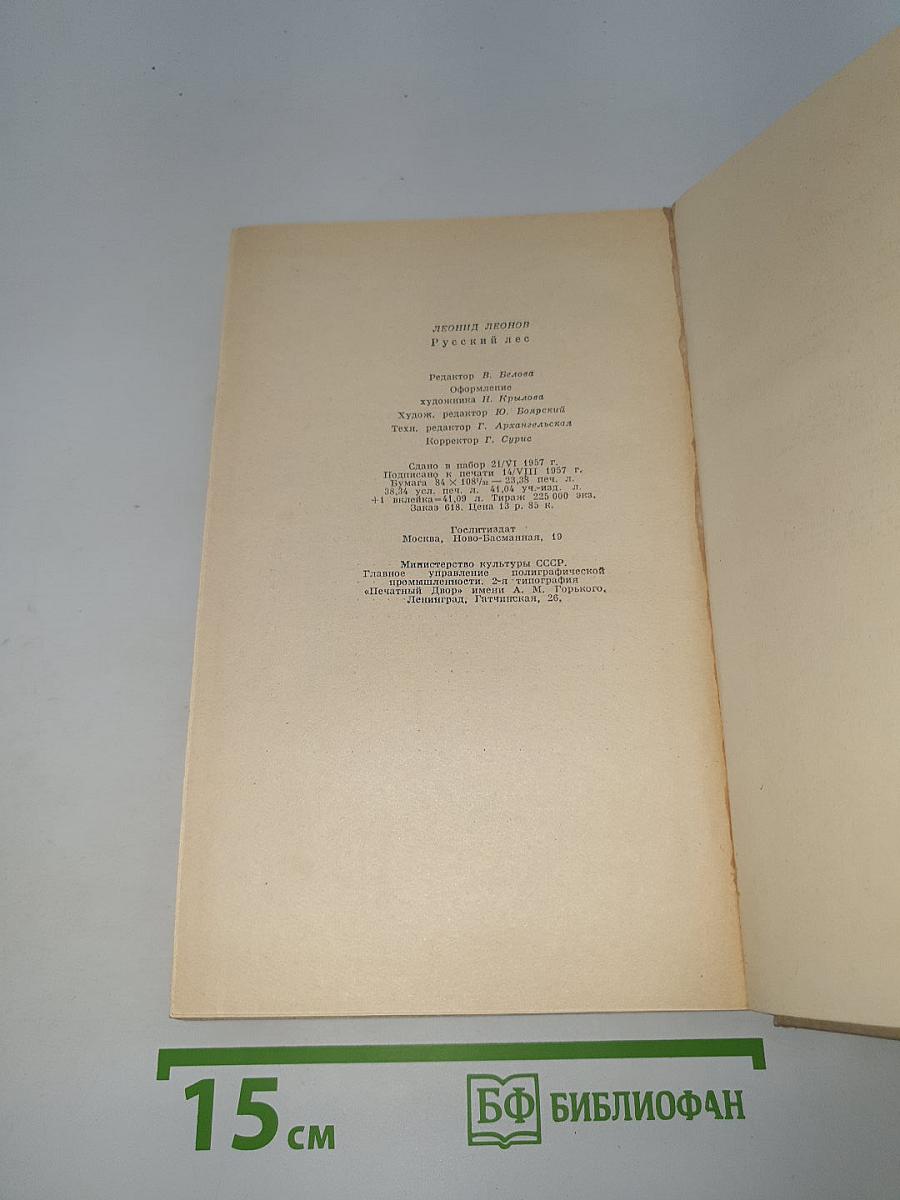 ЛЕОНИД ЛЕОНОВ
Русский лес
Редактор В. Белова
Оформление
художника Н. Крылова
Худож. редактор Ю. Боярский
Техн. редактор Г. Архангельская
Корректор Г. Сурис
Сдано в набор 21/VI 1957 г.
Подписано к печати 14/VIII 1957 г.
Бумага 84 × 108¹/₃₂ — 23,38 печ. л.
38,34 усл. печ. л. 41,04 уч.-изд. л.
+1 вклейка=41,09 л. Тираж 225 000 экз.
Заказ 618. Цена 13 р. 85 к.
Гослитиздат
Москва, Ново-Басманная, 19
Министерство культуры СССР.
Главное управление полиграфической
промышленности. 2-я типография
«Печатный Двор» имени А. М. Горького.
Ленинград, Гатчинская, 26.
15 см
БФ БИБЛИОФАН